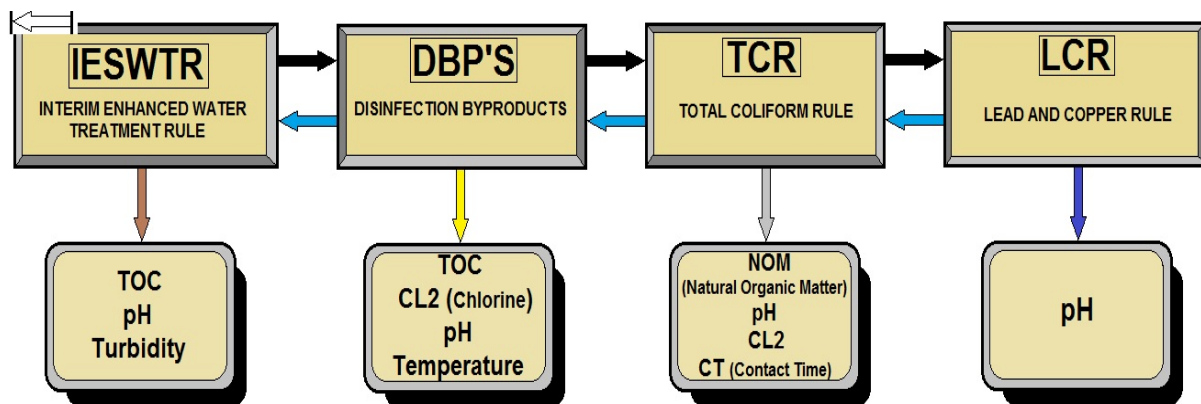 IESWTR
INTERIM ENHANCED WATER
TREATMENT RULE
DBP'S
DISINFECTION BYPRODUCTS
TCR
TOTAL COLIFORM RULE
LCR
LEAD AND COPPER RULE
TOC
pH
Turbidity
TOC
CL2 (Chlorine)
pH
Temperature
NOM
(Natural Organic Matter)
pH
CL2
CT (Contact Time)
pH